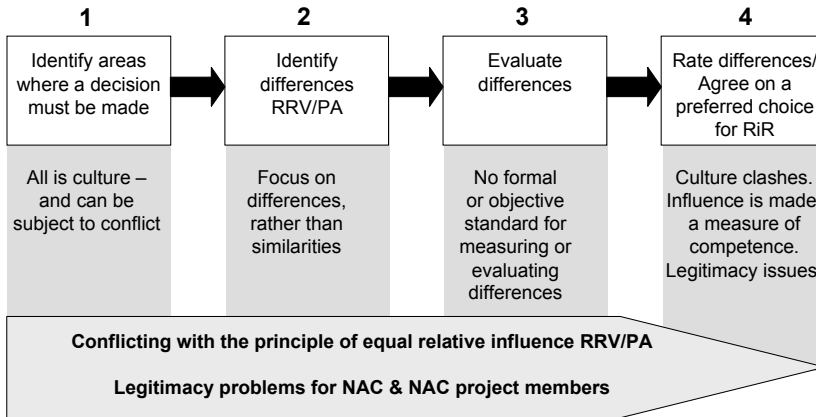 1
2
3
4
Identify areas
where a decision
must be made
Identify
differences
RRV/PA
Evaluate
differences
Rate differences/
Agree on a
preferred choice
for RiR
All is culture –
and can be
subject to conflict
Focus on
differences,
rather than
similarities
No formal
or objective
standard for
measuring or
evaluating
differences
Culture clashes.
Influence is made
a measure of
competence.
Legitimacy issues
Conflicting with the principle of equal relative influence RRV/PA
Legitimacy problems for NAC & NAC project members